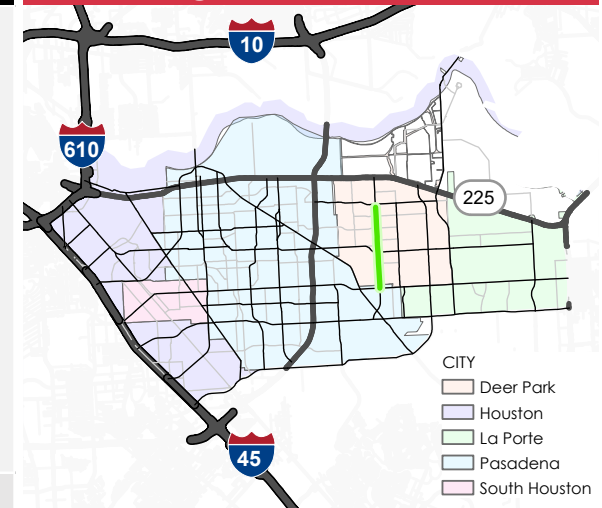 10
610
225
CITY
Deer Park
Houston
La Porte
Pasadena
South Houston
45